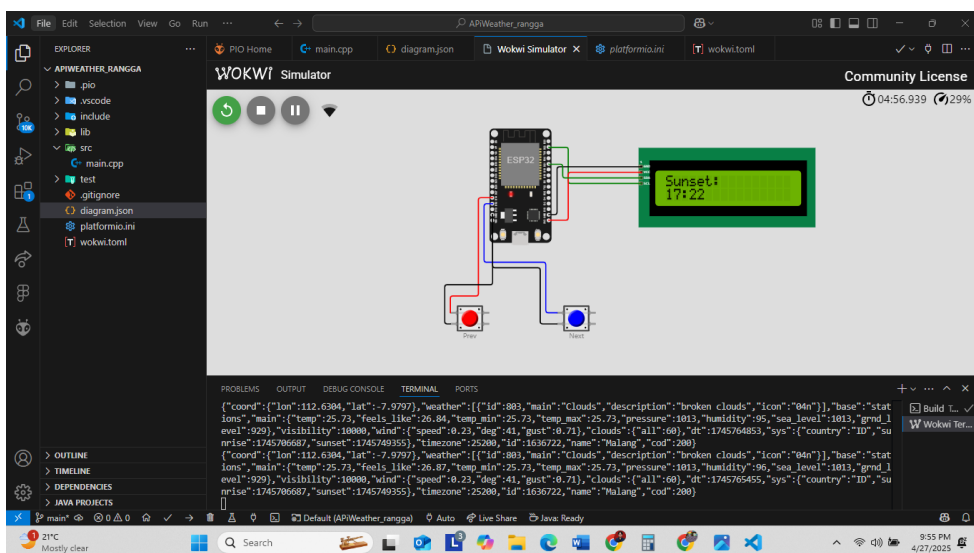 File Edit Selection View Go Run ... APiWeather_rangga
EXPLORER ...
PIO Home main.cpp diagram.json Wokwi Simulator platformio.ini wokwi.toml
APIWEATHER_RANGGA
.pio
.vscode
include
lib
src
main.cpp
test
.gitignore
diagram.json
platformio.ini
wokwi.toml
10K
1
WOKWI Simulator
Community License
04:56.939 29%
ESP32
Sunset:
17:22
Prev
Next
PROBLEMS OUTPUT DEBUG CONSOLE TERMINAL PORTS
{"coord":{"lon":112.6304,"lat":-7.9797},"weather":[{"id":803,"main":"Clouds","description":"broken clouds","icon":"04n"}],"base":"stat
ions","main":{"temp":25.73,"feels_like":26.84,"temp_min":25.73,"temp_max":25.73,"pressure":1013,"humidity":95,"sea_level":1013,"grnd_l
evel":929},"visibility":10000,"wind":{"speed":0.23,"deg":41,"gust":0.71},"clouds":{"all":60},"dt":1745764853,"sys":{"country":"ID","su
nrise":1745706687,"sunset":1745749355},"timezone":25200,"id":1636722,"name":"Malang","cod":200}
{"coord":{"lon":112.6304,"lat":-7.9797},"weather":[{"id":803,"main":"Clouds","description":"broken clouds","icon":"04n"}],"base":"stat
ions","main":{"temp":25.73,"feels_like":26.87,"temp_min":25.73,"temp_max":25.73,"pressure":1013,"humidity":96,"sea_level":1013,"grnd_l
evel":929},"visibility":10000,"wind":{"speed":0.23,"deg":41,"gust":0.71},"clouds":{"all":60},"dt":1745765455,"sys":{"country":"ID","su
nrise":1745706687,"sunset":1745749355},"timezone":25200,"id":1636722,"name":"Malang","cod":200}
Build T...
Wokwi Ter...
OUTLINE
TIMELINE
DEPENDENCIES
JAVA PROJECTS
main* 0 0 0 Default (APiWeather_rangga) Auto Live Share Java: Ready
21°C
Mostly clear
Search
9:55 PM
4/27/2025